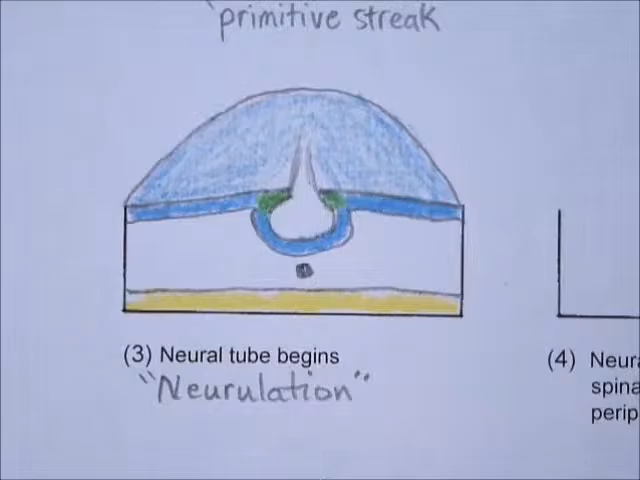 "primitive streak
(3) Neural tube begins
"Neurulation"
(4)